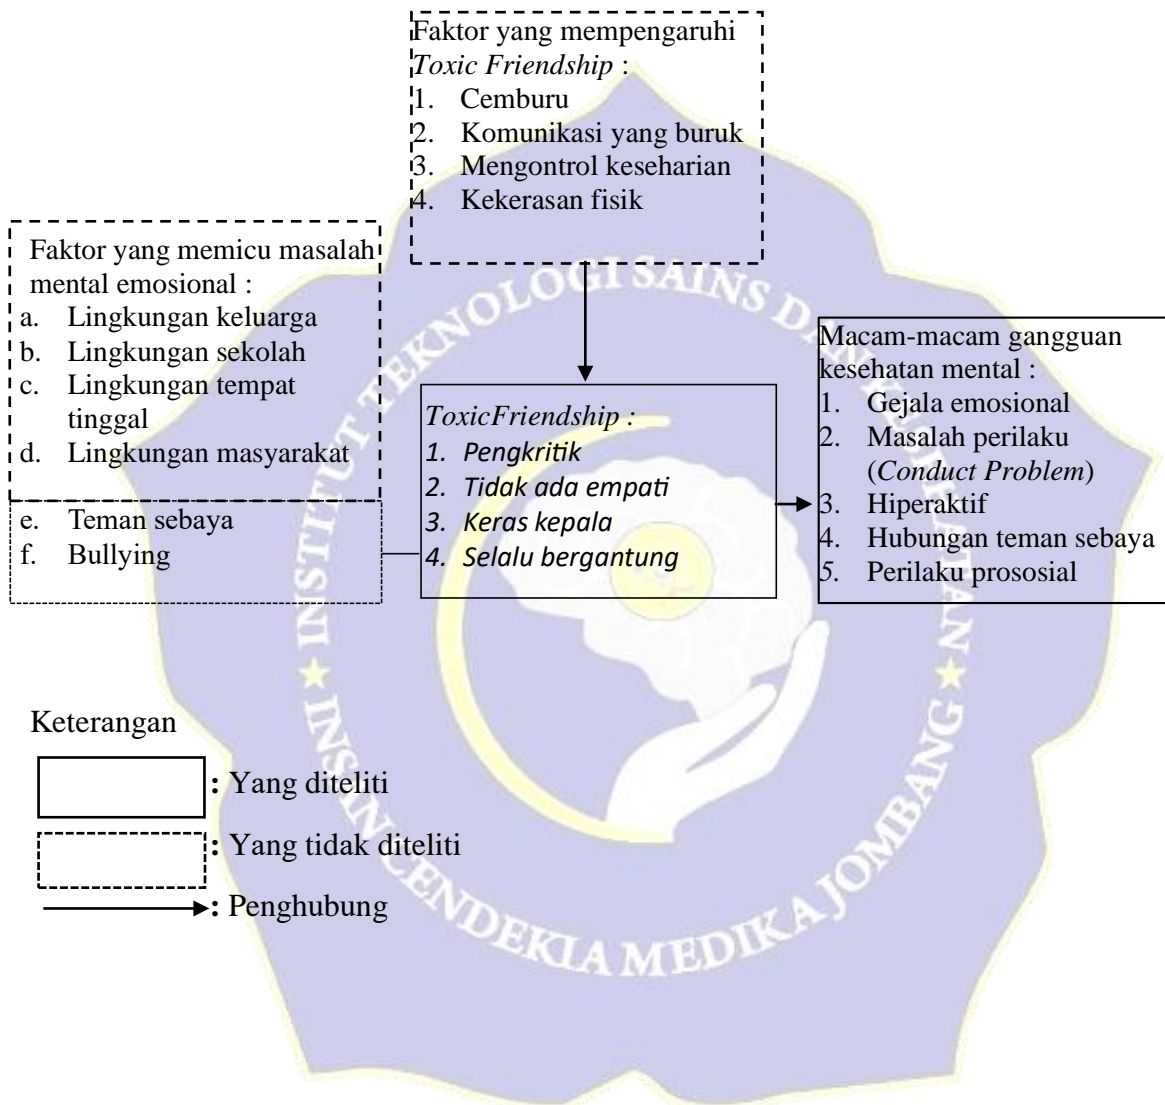 Faktor yang mempengaruhi
Toxic Friendship :
1. Cemburu
2. Komunikasi yang buruk
3. Mengontrol keseharian
4. Kekerasan fisik
Faktor yang memicu masalah
mental emosional :
a. Lingkungan keluarga
b. Lingkungan sekolah
c. Lingkungan tempat
tinggal
d. Lingkungan masyarakat
e. Teman sebaya
f. Bullying
ToxicFriendship :
1. Pengkritik
2. Tidak ada empati
3. Keras kepala
4. Selalu bergantung
Macam-macam gangguan
kesehatan mental :
1. Gejala emosional
2. Masalah perilaku
(Conduct Problem)
3. Hiperaktif
4. Hubungan teman sebaya
5. Perilaku prososial
Keterangan
: Yang diteliti
: Yang tidak diteliti
: Penghubung
INSTITUT TEKNOLOGI SAINS DAN KESEHATAN
INSAN CENDEKIA MEDIKA JOMBANG